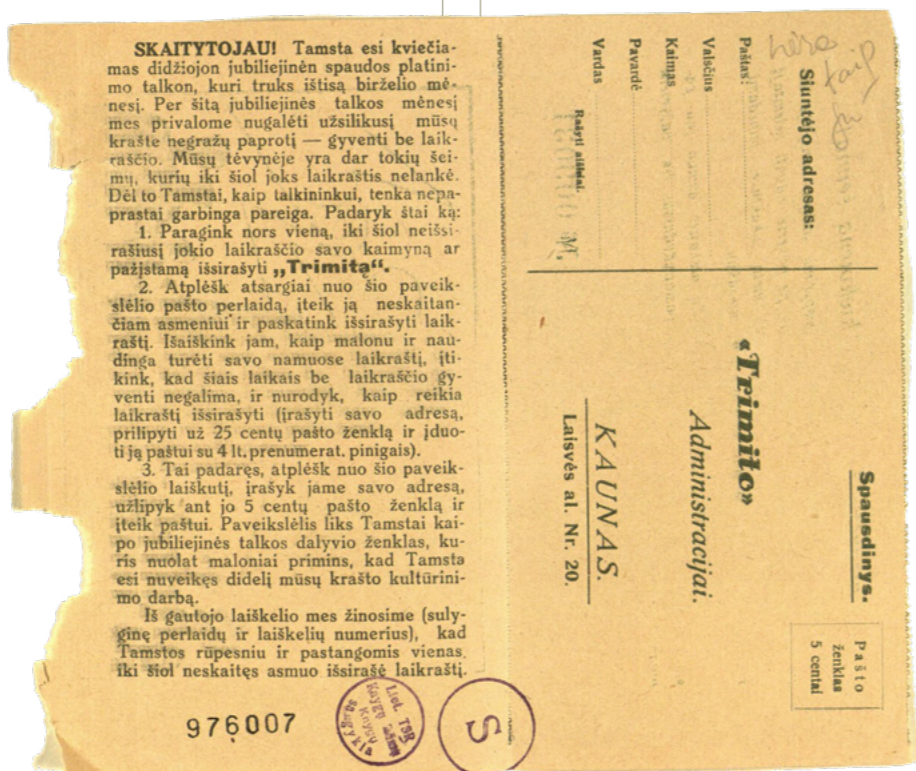 SKAITYTOJAU! Tamsta esi kviečia-
mas didžiojon jubiliejinėn spaudos platini-
mo talkon, kuri truks ištisą birželio mė-
nesį. Per šitą jubiliejinės talkos mėnesį
mes privalome nugalėti užsilikusį mūsų
krašte negražų paprotį — gyventi be laik-
raščio. Mūsų tėvynėje yra dar tokių šei-
mų, kurių iki šiol joks laikraštis nelankė.
Dėl to Tamstai, kaip talkininkui, tenka nepa-
prastai garbinga pareiga. Padaryk štai ką:
1. Paragink nors vieną, iki šiol neišsi-
rašiusį jokio laikraščio savo kaimyną ar
pažįstamą išsirašyti „Trimitą“.
2. Atplėšk atsargiai nuo šio paveik-
slėlio pašto perlaidą, įteik ją neskaitan-
čiam asmeniui ir paskatink išsirašyti laik-
raštį. Išaiškink jam, kaip malonu ir nau-
dinga turėti savo namuose laikraštį, įti-
kink, kad šiais laikais be laikraščio gy-
venti negalima, ir nurodyk, kaip reikia
laikraštį išsirašyti (įrašyti savo adresą,
prilipyti už 25 centų pašto ženklą ir įduo-
ti ją paštui su 4 lt. prenumerat. pinigais).
3. Tai padaręs, atplėšk nuo šio paveik-
slėlio laiškutį, įrašyk jame savo adresą,
užlipyk ant jo 5 centų pašto ženklą ir
įteik paštui. Paveikslėlis liks Tamstai kai-
po jubiliejinės talkos dalyvio ženklas, ku-
ris nuolat maloniai primins, kad Tamsta
esi nuveikęs didelį mūsų krašto kultūrini-
mo darbą.
Iš gautojo laiškelio mes žinosime (suly-
ginę perlaidų ir laiškelių numerius), kad
Tamstos rūpesniu ir pastangomis vienas,
iki šiol neskaitęs asmuo išsirašė laikraštį.
976007
Liet. TSR
Knygų
Knygų
sąugykla
S
taip
Siuntėjo adresas:
Paštas:
Valsčius
Kaimas
Pavardė
Vardas
Rašyti aiškiai.
M.
Spausdinys.
Pašto
ženklas
5 centai
«Trimito»
Administracijai.
KAUNAS.
Laisvės al. Nr. 20.